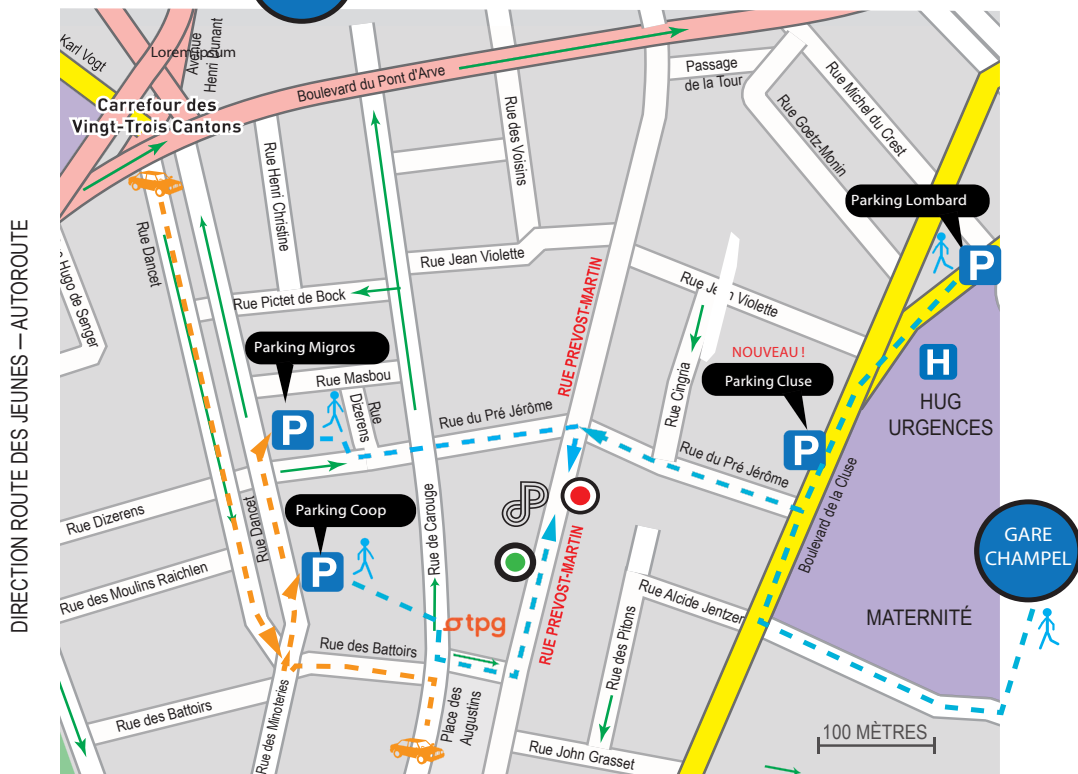 DIRECTION ROUTE DES JEUNES — AUTOROUTE
Karl Vogt
Lorem ipsum
Avenue
Henri Dunant
Carrefour des
Vingt-Trois Cantons
Boulevard du Pont d'Arve
Passage
de la Tour
Rue Michel du Crest
Rue Goetz-Monin
Rue des Voisins
Rue Henri Christine
Parking Lombard
P
Rue Dancet
Hugo de Senger
Rue Jean Violette
Rue Pictet de Bock
RUE PREVOST-MARTIN
Rue Jean Violette
NOUVEAU !
Parking Cluse
P
Rue Cingria
H
HUG
URGENCES
Parking Migros
P
Rue Masbou
Rue
Dizerens
Rue du Pré Jérôme
Rue du Pré Jérôme
Rue Dizerens
Rue Dancet
Parking Coop
P
Rue de Carouge
Boulevard de la Cluse
GARE
CHAMPEL
Rue des Moulins Raichlen
RUE PREVOST-MARTIN
Rue Alcide Jentzer
MATERNITÉ
tpg
Rue des Battoirs
Rue des Pitons
Rue des Battoirs
Rue des Minoteries
Place des
Augustins
Rue John Grasset
100 MÈTRES